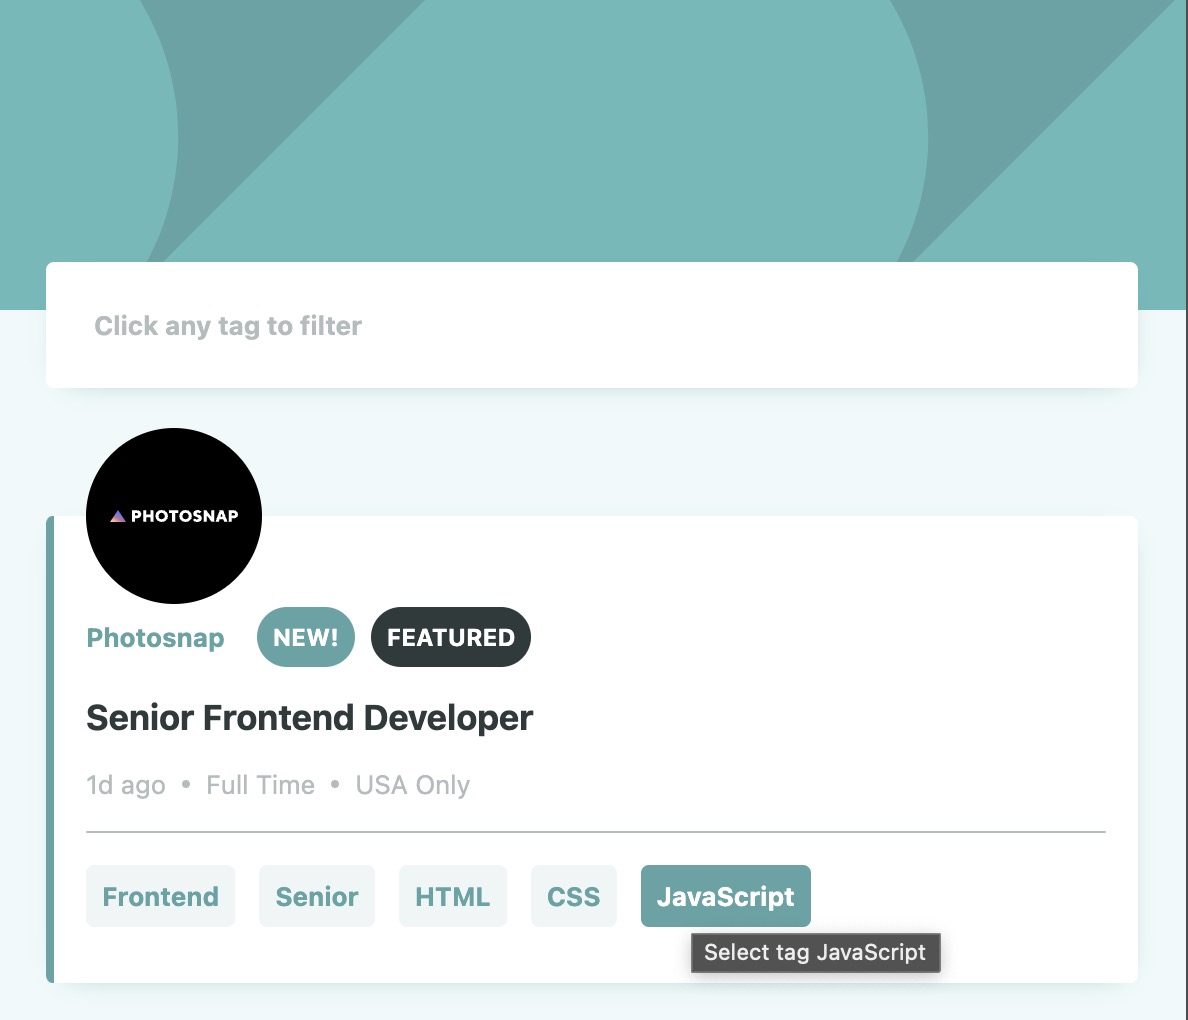 Click any tag to filter
PHOTOSNAP
Photosnap NEW! FEATURED
Senior Frontend Developer
1d ago • Full Time • USA Only
Frontend Senior HTML CSS JavaScript
Select tag JavaScript